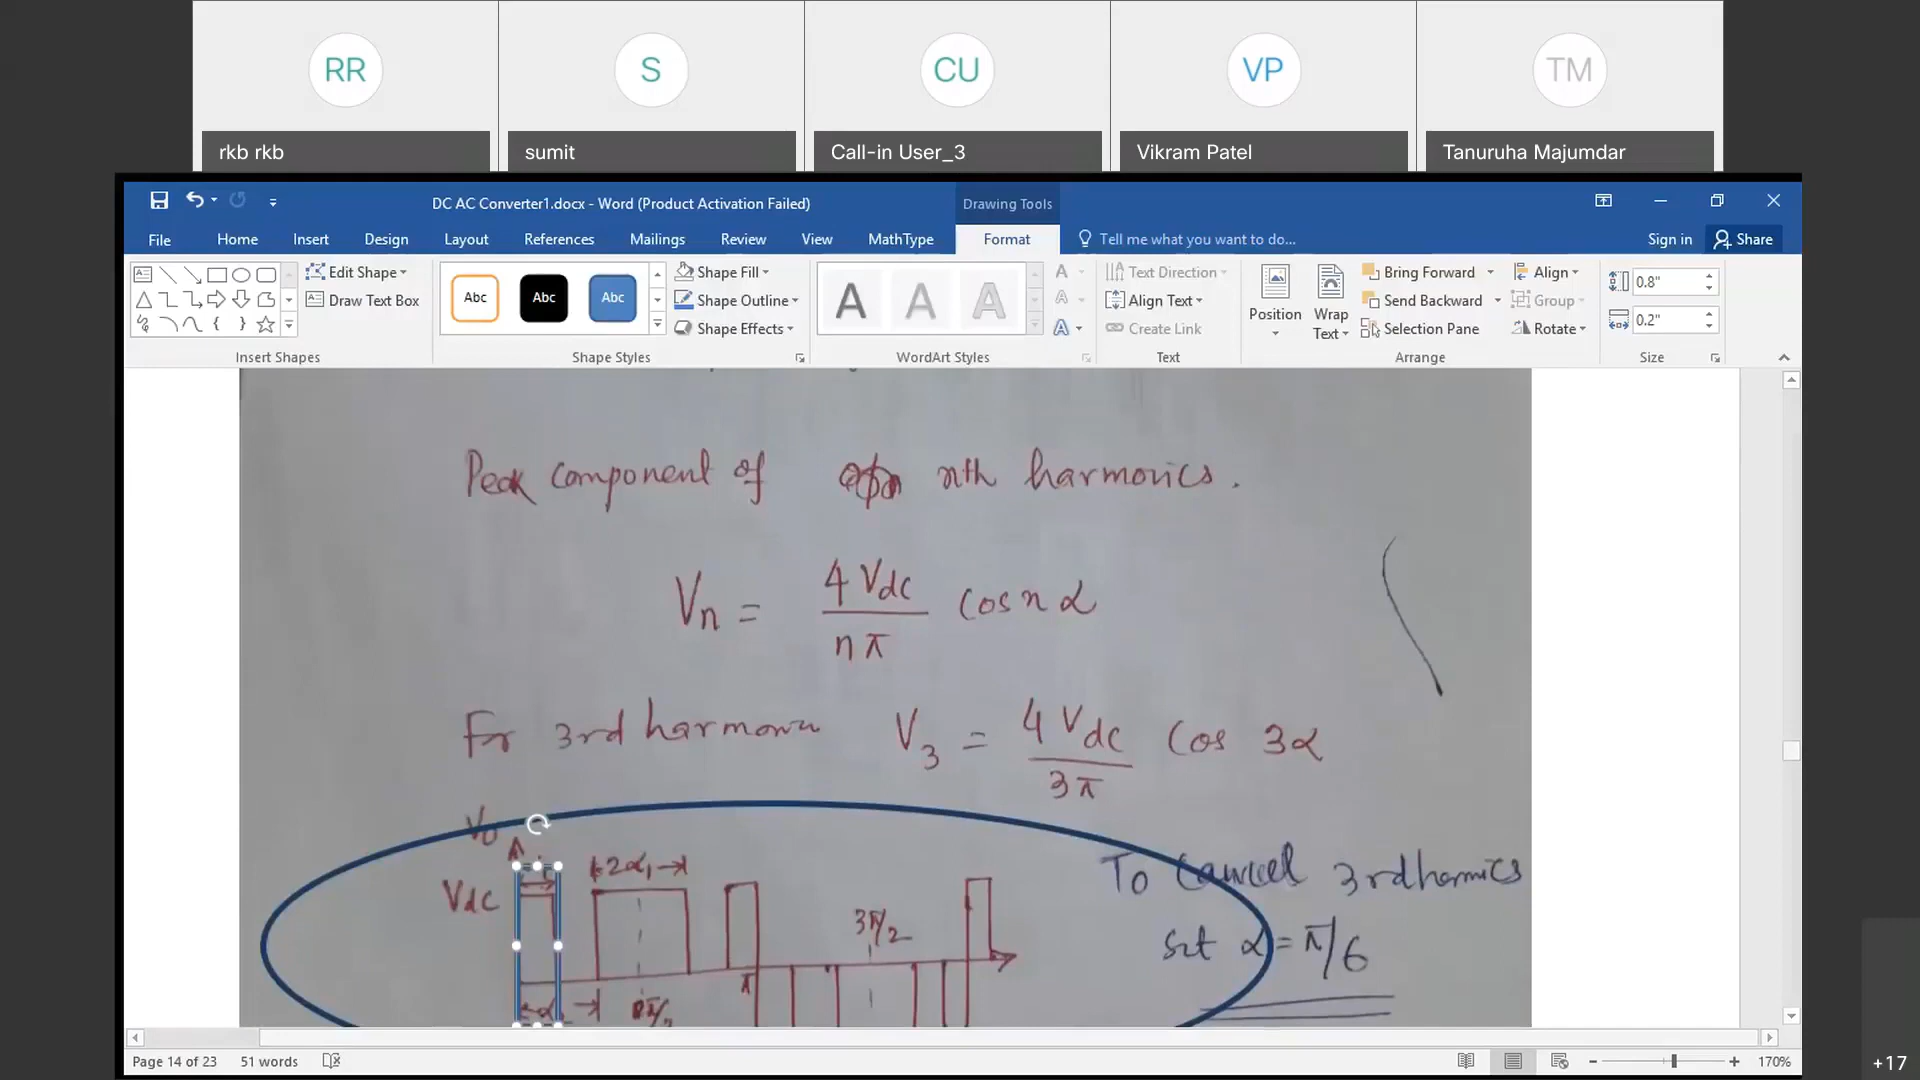 RR
S
CU
VP
TM
rkb rkb
sumit
Call-in User_3
Vikram Patel
Tanuruha Majumdar
DC AC Converter1.docx - Word (Product Activation Failed)
Drawing Tools
File Home Insert Design Layout References Mailings Review View MathType Format Tell me what you want to do... Sign in Share
Edit Shape
Draw Text Box
Insert Shapes
Abc Abc Abc
Shape Fill
Shape Outline
Shape Effects
Shape Styles
A A A
WordArt Styles
Text Direction
Align Text
Create Link
Text
Position
Wrap Text
Bring Forward
Send Backward
Selection Pane
Align
Group
Rotate
Arrange
0.8"
0.2"
Size
Peak component of nth harmonics.
Vn = 4 Vdc / nπ cos n α
For 3rd harmonic V3 = 4 Vdc / 3π cos 3α
V0
Vdc
2α1
3π/2
π
To cancel 3rd harmonics
set α = π/6
Page 14 of 23 51 words
170%
+17